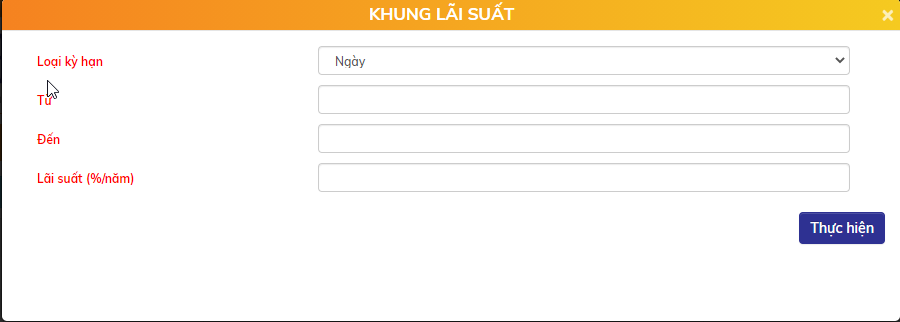 KHUNG LÃI SUẤT
×
Loại kỳ hạn
Ngày
Từ
Đến
Lãi suất (%/năm)
Thực hiện